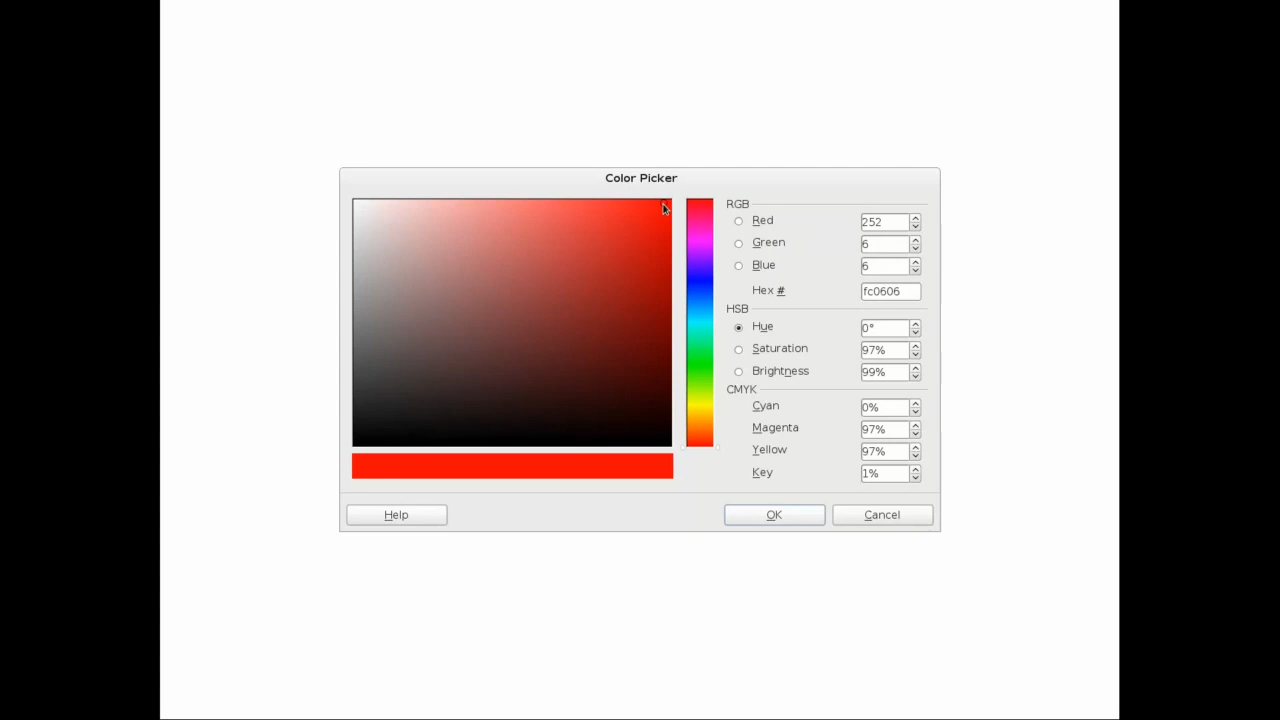 Color Picker
RGB
Red 252
Green 6
Blue 6
Hex # fc0606
HSB
Hue 0°
Saturation 97%
Brightness 99%
CMYK
Cyan 0%
Magenta 97%
Yellow 97%
Key 1%
Help OK Cancel